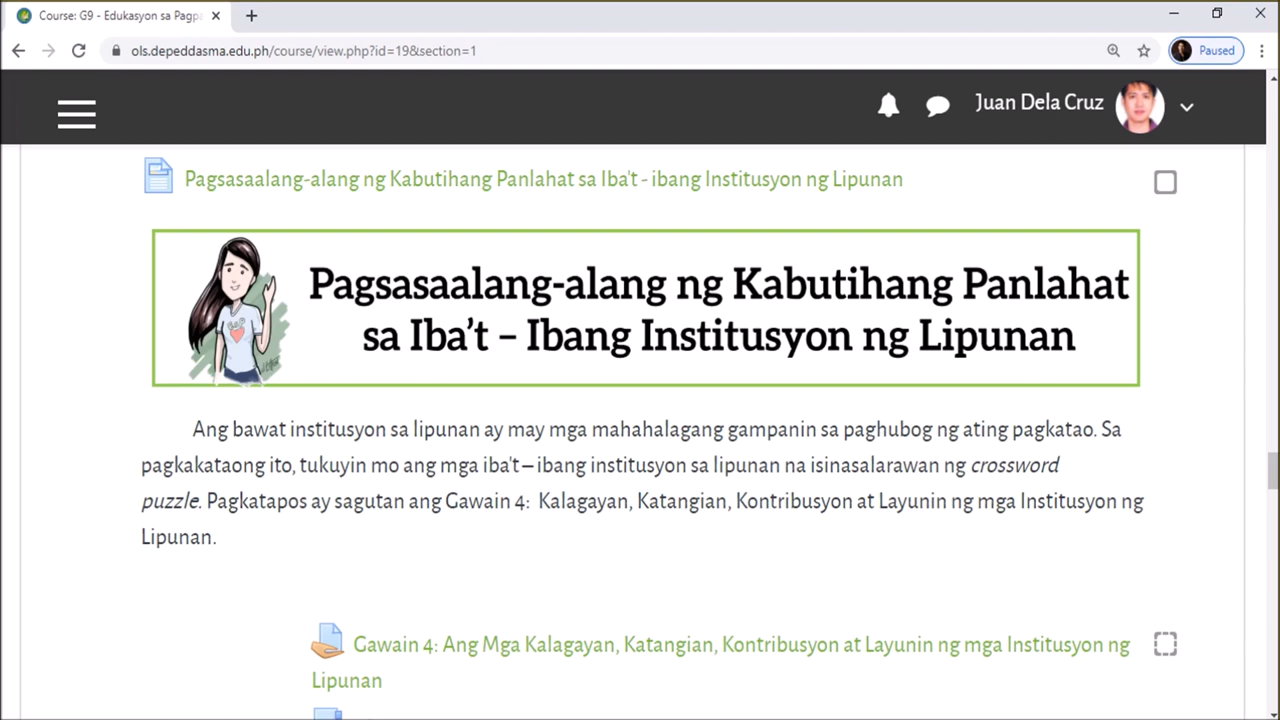 Course: G9 - Edukasyon sa Pagpa
ols.depeddasma.edu.ph/course/view.php?id=19&section=1
Paused
Juan Dela Cruz
Pagsasaalang-alang ng Kabutihang Panlahat sa Iba't - ibang Institusyon ng Lipunan
Pagsasaalang-alang ng Kabutihang Panlahat
sa Iba't – Ibang Institusyon ng Lipunan
Ang bawat institusyon sa lipunan ay may mga mahahalagang gampanin sa paghubog ng ating pagkatao. Sa
pagkakataong ito, tukuyin mo ang mga iba't – ibang institusyon sa lipunan na isinasalarawan ng crossword
puzzle. Pagkatapos ay sagutan ang Gawain 4: Kalagayan, Katangian, Kontribusyon at Layunin ng mga Institusyon ng
Lipunan.
Gawain 4: Ang Mga Kalagayan, Katangian, Kontribusyon at Layunin ng mga Institusyon ng
Lipunan